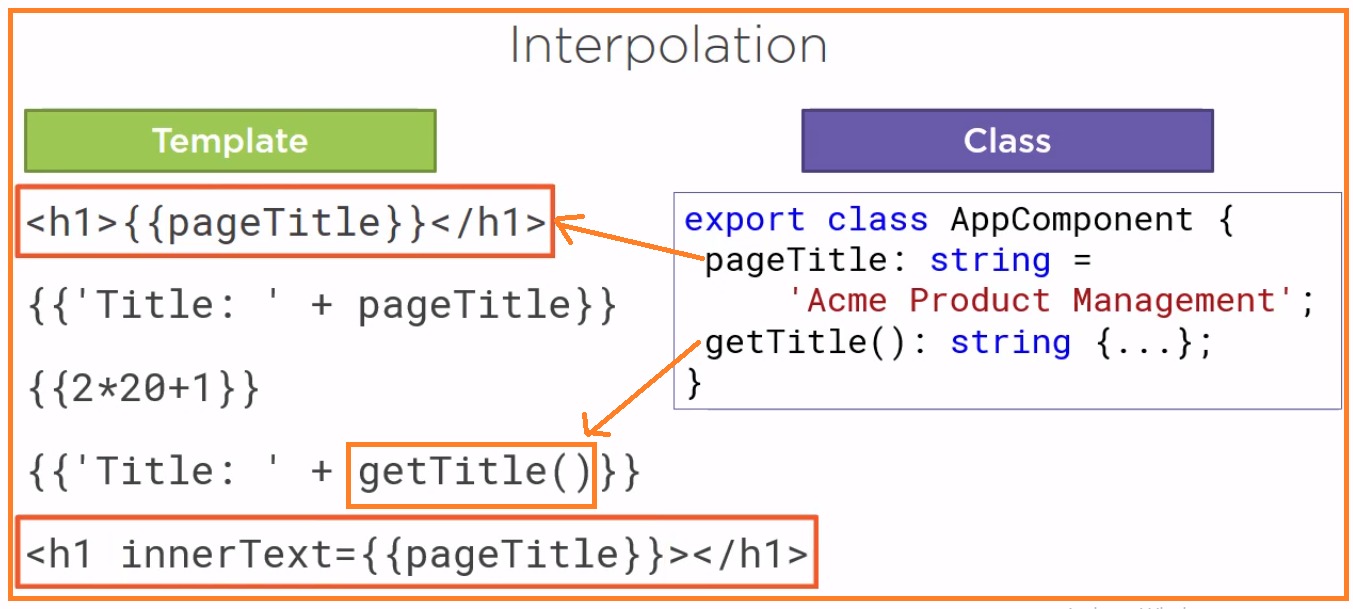 Interpolation
Template
Class
<h1>{{pageTitle}}</h1>
{{'Title: ' + pageTitle}}
{{2*20+1}}
{{'Title: ' + getTitle()}}
<h1 innerText={{pageTitle}}></h1>
export class AppComponent {
pageTitle: string =
'Acme Product Management';
getTitle(): string {...};
}